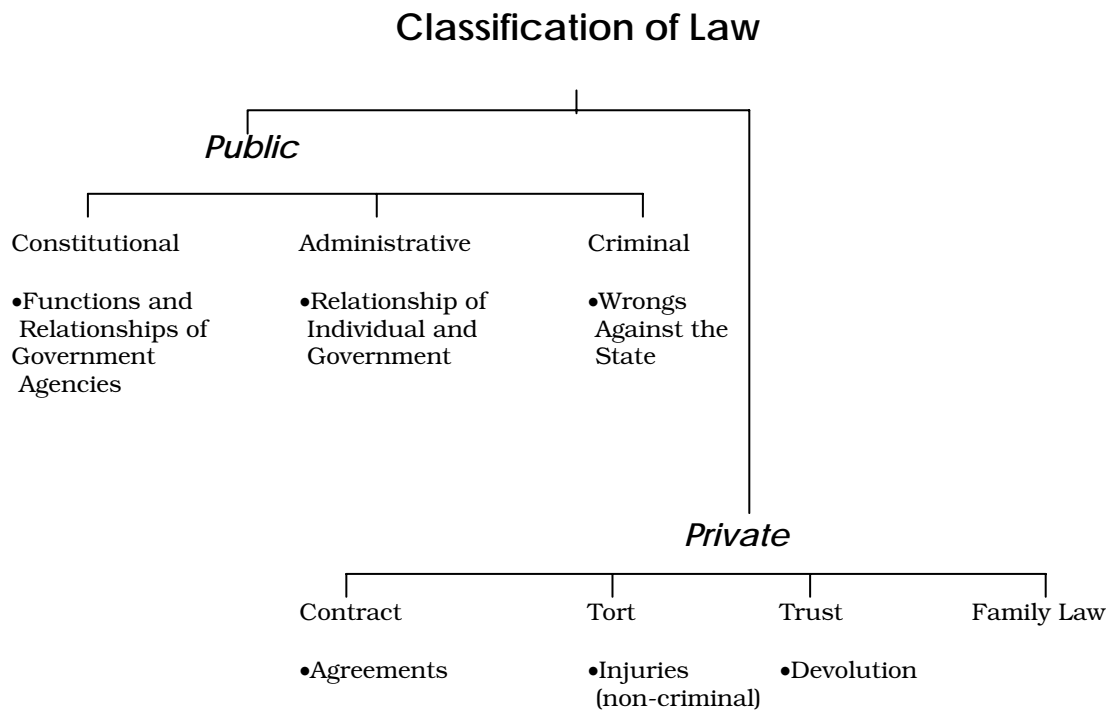 Classification of Law
Public
Constitutional
•Functions and
Relationships of
Government
Agencies
Administrative
•Relationship of
Individual and
Government
Criminal
•Wrongs
Against the
State
Private
Contract
•Agreements
Tort
•Injuries
(non-criminal)
Trust
•Devolution
Family Law